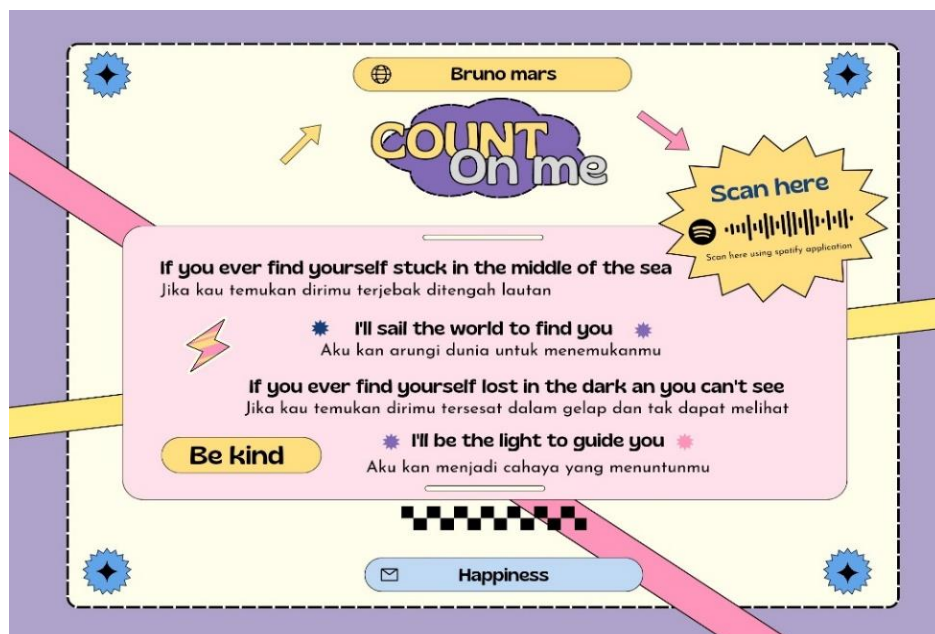 Bruno mars
COUNT
On me
Scan here
Scan here using spotify application
If you ever find yourself stuck in the middle of the sea
Jika kau temukan dirimu terjebak ditengah lautan
I'll sail the world to find you
Aku kan arungi dunia untuk menemukanmu
If you ever find yourself lost in the dark an you can't see
Jika kau temukan dirimu tersesat dalam gelap dan tak dapat melihat
I'll be the light to guide you
Aku kan menjadi cahaya yang menuntunmu
Be kind
Happiness